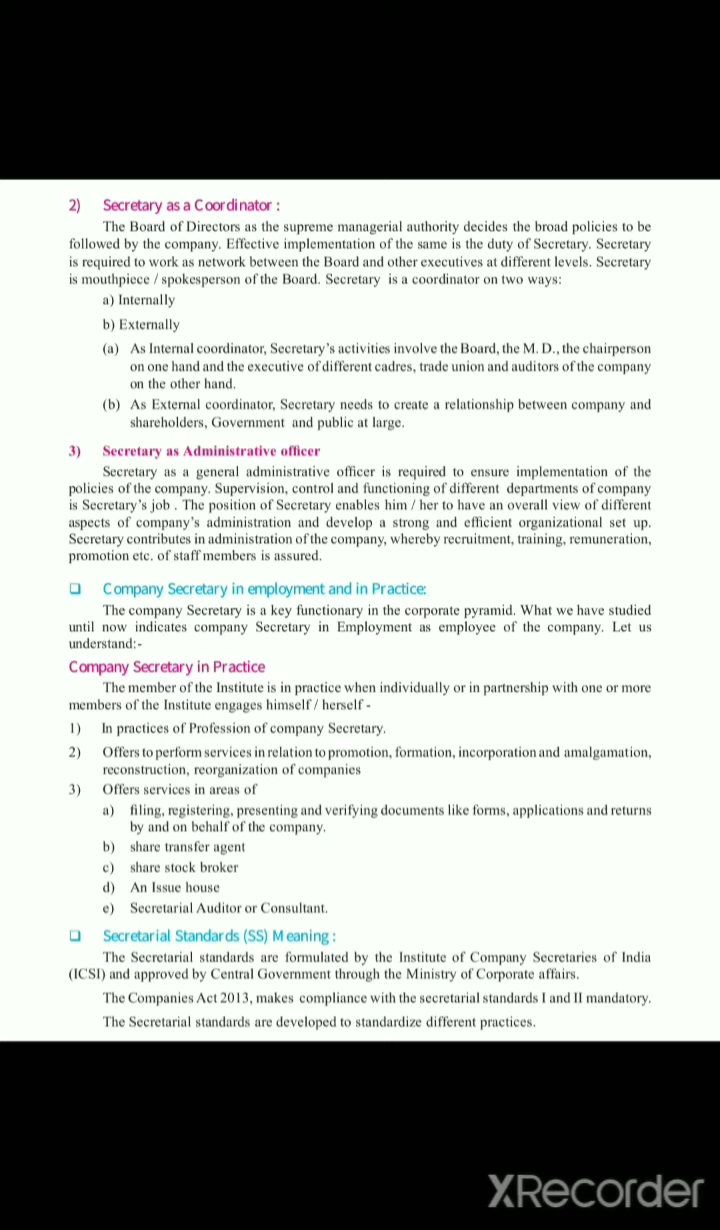 2) Secretary as a Coordinator :
The Board of Directors as the supreme managerial authority decides the broad policies to be
followed by the company. Effective implementation of the same is the duty of Secretary. Secretary
is required to work as network between the Board and other executives at different levels. Secretary
is mouthpiece / spokesperson of the Board. Secretary is a coordinator on two ways:
a) Internally
b) Externally
(a) As Internal coordinator, Secretary's activities involve the Board, the M. D., the chairperson
on one hand and the executive of different cadres, trade union and auditors of the company
on the other hand.
(b) As External coordinator, Secretary needs to create a relationship between company and
shareholders, Government and public at large.
3) Secretary as Administrative officer
Secretary as a general administrative officer is required to ensure implementation of the
policies of the company. Supervision, control and functioning of different departments of company
is Secretary's job . The position of Secretary enables him / her to have an overall view of different
aspects of company's administration and develop a strong and efficient organizational set up.
Secretary contributes in administration of the company, whereby recruitment, training, remuneration,
promotion etc. of staff members is assured.
❑ Company Secretary in employment and in Practice:
The company Secretary is a key functionary in the corporate pyramid. What we have studied
until now indicates company Secretary in Employment as employee of the company. Let us
understand:-
Company Secretary in Practice
The member of the Institute is in practice when individually or in partnership with one or more
members of the Institute engages himself / herself -
1) In practices of Profession of company Secretary.
2) Offers to perform services in relation to promotion, formation, incorporation and amalgamation,
reconstruction, reorganization of companies
3) Offers services in areas of
a) filing, registering, presenting and verifying documents like forms, applications and returns
by and on behalf of the company.
b) share transfer agent
c) share stock broker
d) An Issue house
e) Secretarial Auditor or Consultant.
❑ Secretarial Standards (SS) Meaning :
The Secretarial standards are formulated by the Institute of Company Secretaries of India
(ICSI) and approved by Central Government through the Ministry of Corporate affairs.
The Companies Act 2013, makes compliance with the secretarial standards I and II mandatory.
The Secretarial standards are developed to standardize different practices.
XRecorder